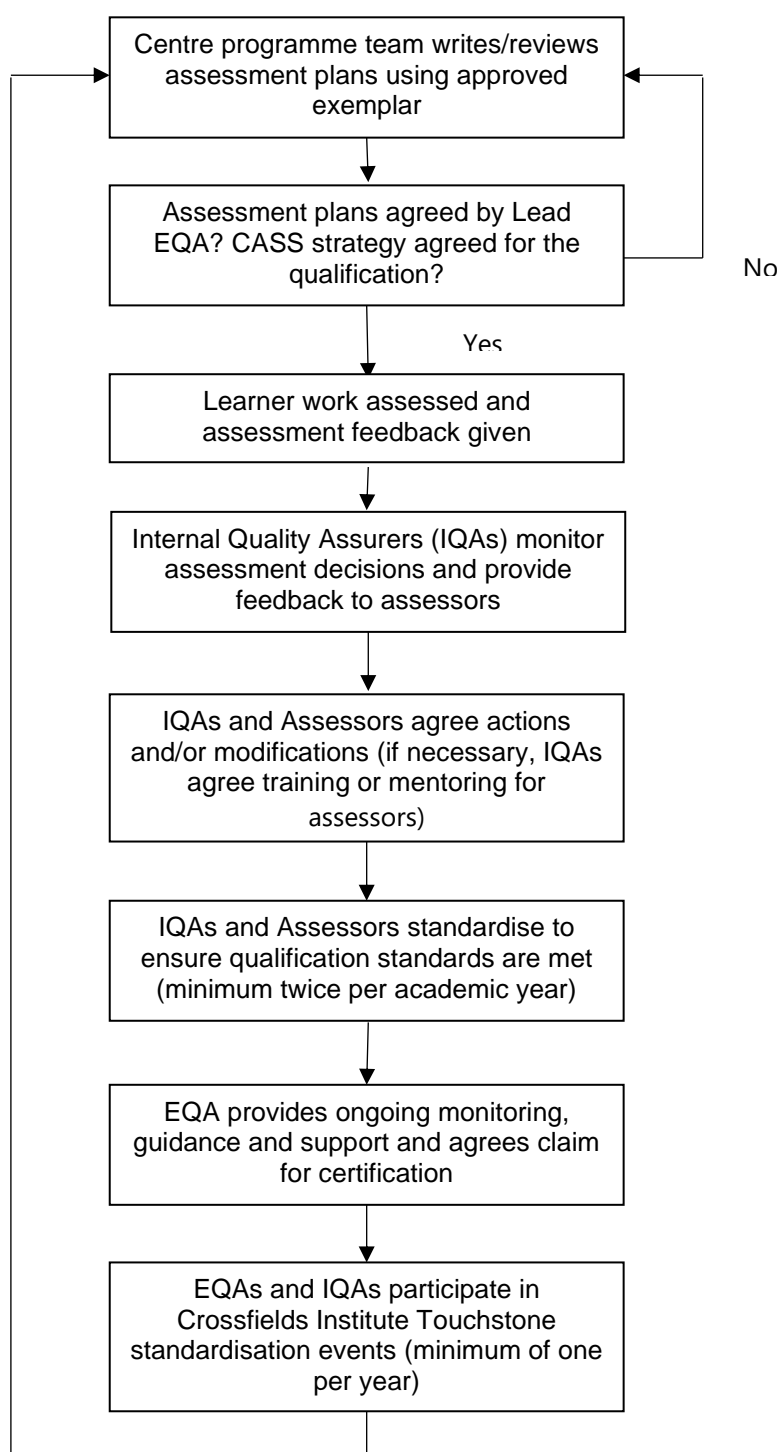 Centre programme team writes/reviews
assessment plans using approved
exemplar
Assessment plans agreed by Lead
EQA? CASS strategy agreed for the
qualification?
No
Yes
Learner work assessed and
assessment feedback given
Internal Quality Assurers (IQAs) monitor
assessment decisions and provide
feedback to assessors
IQAs and Assessors agree actions
and/or modifications (if necessary, IQAs
agree training or mentoring for
assessors)
IQAs and Assessors standardise to
ensure qualification standards are met
(minimum twice per academic year)
EQA provides ongoing monitoring,
guidance and support and agrees claim
for certification
EQAs and IQAs participate in
Crossfields Institute Touchstone
standardisation events (minimum of one
per year)